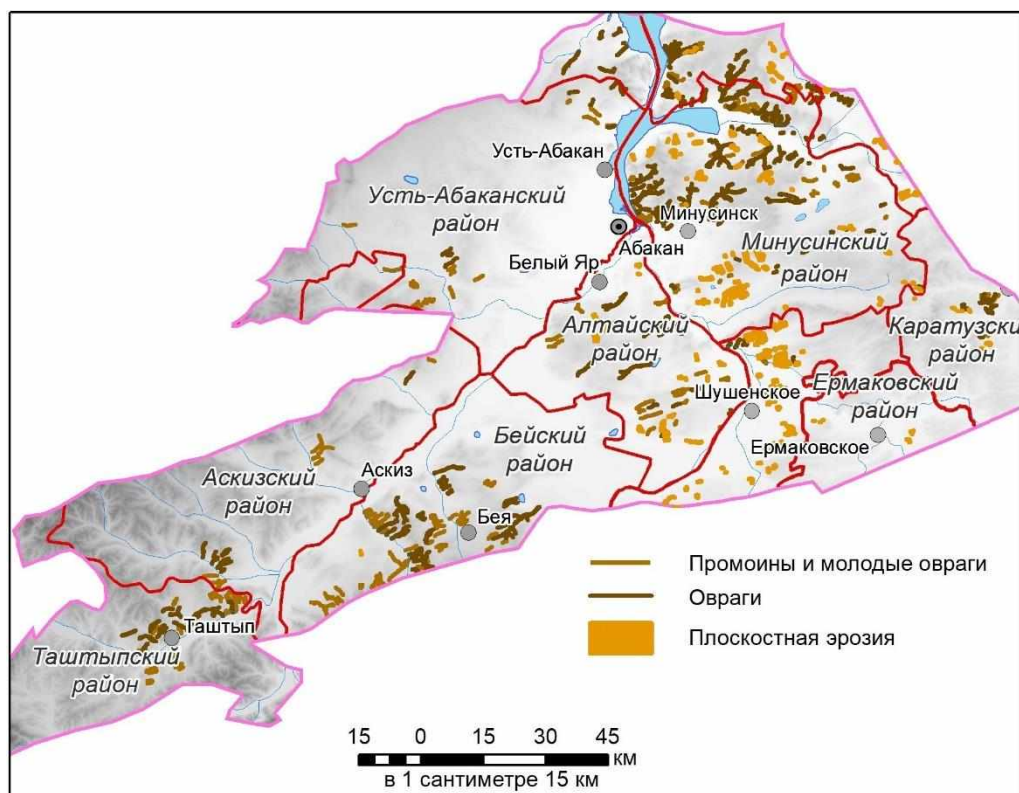 Усть-Абакан
Усть-Абаканский
район
Минусинск
Абакан
Минусинский
район
Белый Яр
Алтайский
район
Каратузски
район
Шушенское
Ермаковский
район
Ермаковское
Бейский
район
Аскизский
район
Аскиз
Бея
Таштып
Таштыпский
район
Промоины и молодые овраги
Овраги
Плоскостная эрозия
15 0 15 30 45
км
в 1 сантиметре 15 км